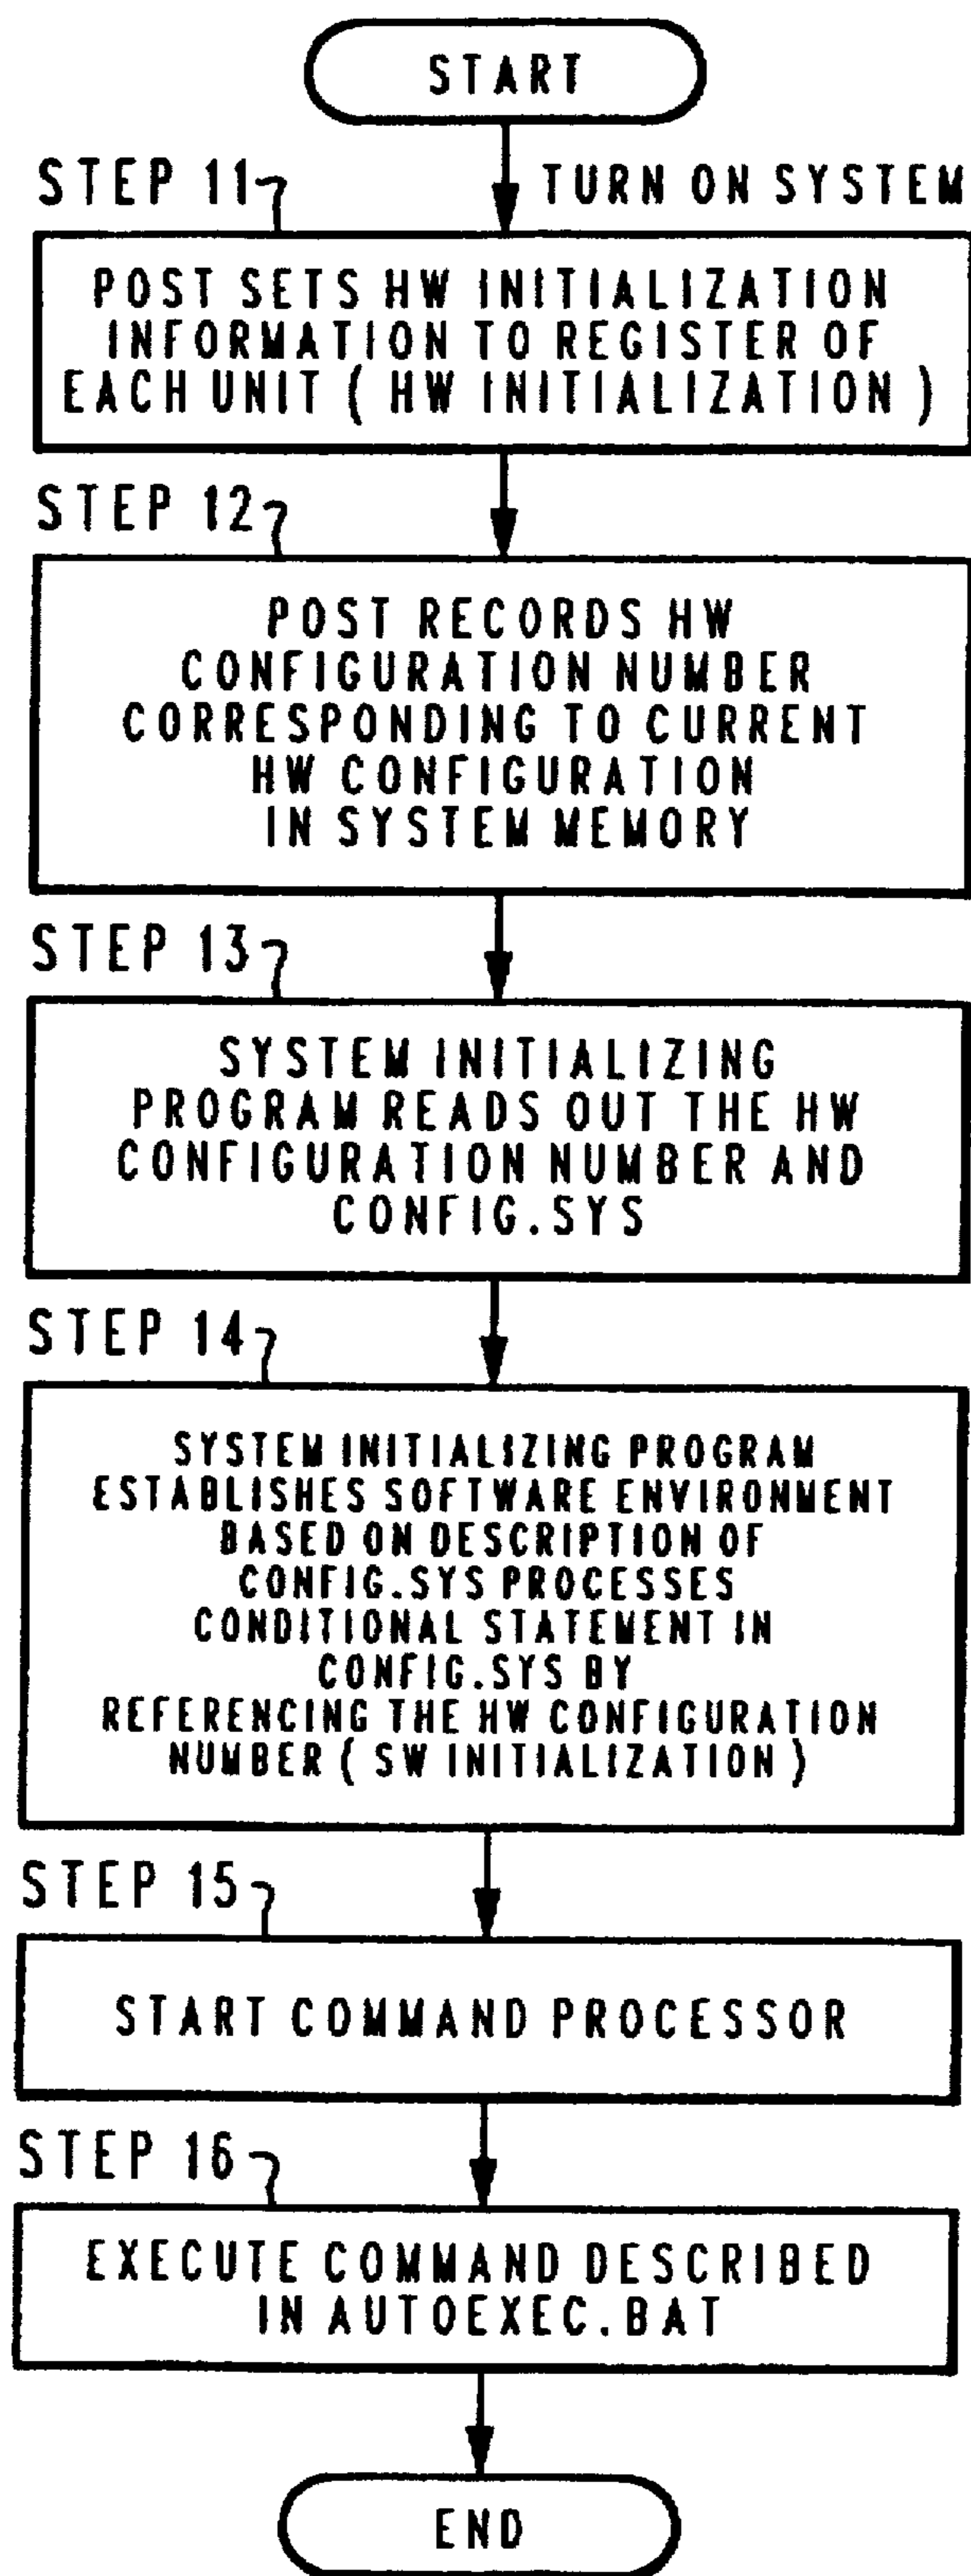 START
STEP 11
TURN ON SYSTEM
POST SETS HW INITIALIZATION
INFORMATION TO REGISTER OF
EACH UNIT ( HW INITIALIZATION )
STEP 12
POST RECORDS HW
CONFIGURATION NUMBER
CORRESPONDING TO CURRENT
HW CONFIGURATION
IN SYSTEM MEMORY
STEP 13
SYSTEM INITIALIZING
PROGRAM READS OUT THE HW
CONFIGURATION NUMBER AND
CONFIG.SYS
STEP 14
SYSTEM INITIALIZING PROGRAM
ESTABLISHES SOFTWARE ENVIRONMENT
BASED ON DESCRIPTION OF
CONFIG.SYS PROCESSES
CONDITIONAL STATEMENT IN
CONFIG.SYS BY
REFERENCING THE HW CONFIGURATION
NUMBER ( SW INITIALIZATION )
STEP 15
START COMMAND PROCESSOR
STEP 16
EXECUTE COMMAND DESCRIBED
IN AUTOEXEC.BAT
END